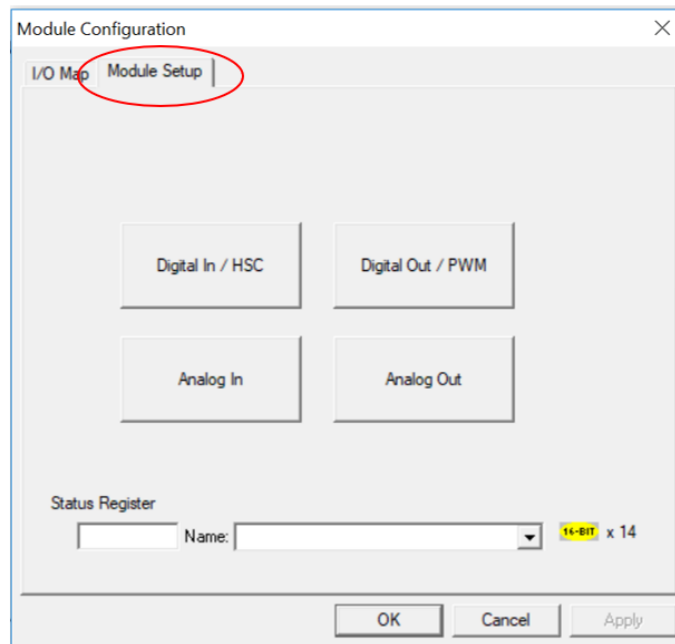 Module Configuration
I/O Map Module Setup
Digital In / HSC Digital Out / PWM
Analog In Analog Out
Status Register
Name: 16-BIT x 14
OK Cancel Apply